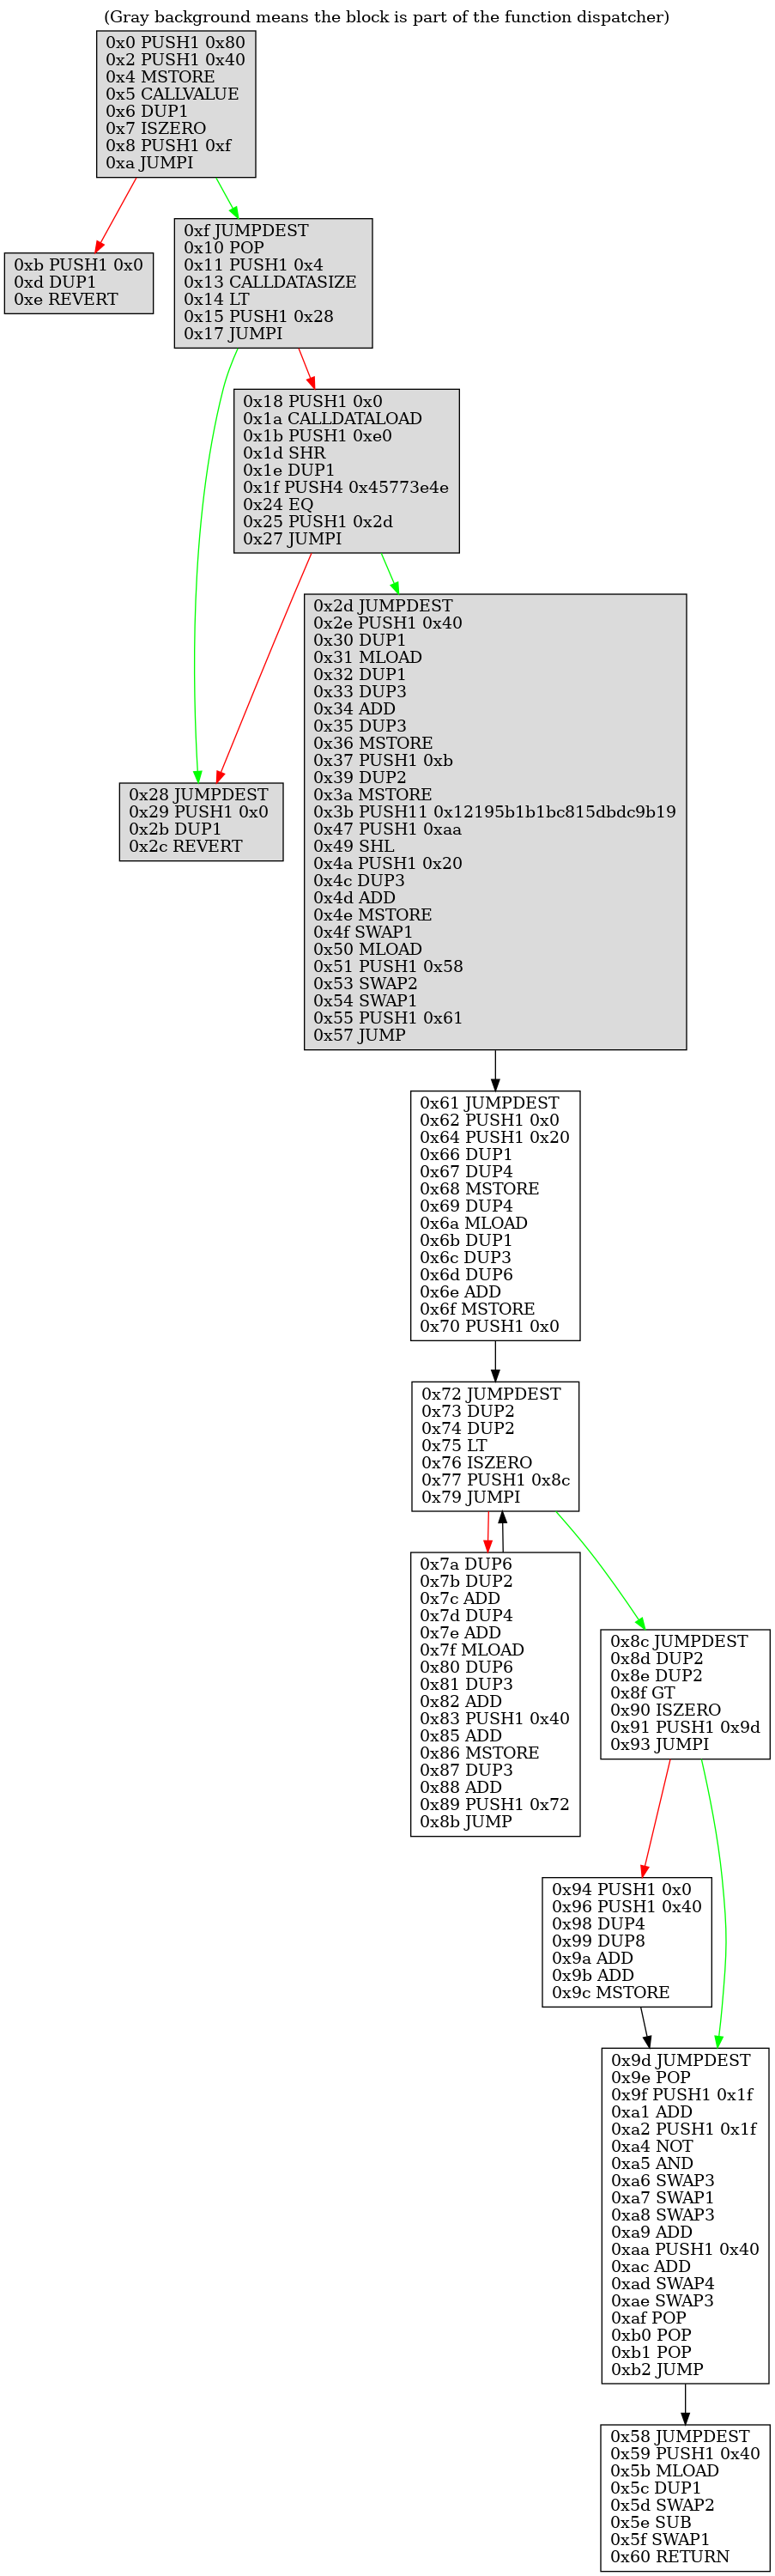 (Gray background means the block is part of the function dispatcher)
0x0 PUSH1 0x80
0x2 PUSH1 0x40
0x4 MSTORE
0x5 CALLVALUE
0x6 DUP1
0x7 ISZERO
0x8 PUSH1 0xf
0xa JUMPI
0xb PUSH1 0x0
0xd DUP1
0xe REVERT
0xf JUMPDEST
0x10 POP
0x11 PUSH1 0x4
0x13 CALLDATASIZE
0x14 LT
0x15 PUSH1 0x28
0x17 JUMPI
0x18 PUSH1 0x0
0x1a CALLDATALOAD
0x1b PUSH1 0xe0
0x1d SHR
0x1e DUP1
0x1f PUSH4 0x45773e4e
0x24 EQ
0x25 PUSH1 0x2d
0x27 JUMPI
0x2d JUMPDEST
0x2e PUSH1 0x40
0x30 DUP1
0x31 MLOAD
0x32 DUP1
0x33 DUP3
0x34 ADD
0x35 DUP3
0x36 MSTORE
0x37 PUSH1 0xb
0x39 DUP2
0x3a MSTORE
0x3b PUSH11 0x12195b1b1bc815dbdc9b19
0x47 PUSH1 0xaa
0x49 SHL
0x4a PUSH1 0x20
0x4c DUP3
0x4d ADD
0x4e MSTORE
0x4f SWAP1
0x50 MLOAD
0x51 PUSH1 0x58
0x53 SWAP2
0x54 SWAP1
0x55 PUSH1 0x61
0x57 JUMP
0x28 JUMPDEST
0x29 PUSH1 0x0
0x2b DUP1
0x2c REVERT
0x61 JUMPDEST
0x62 PUSH1 0x0
0x64 PUSH1 0x20
0x66 DUP1
0x67 DUP4
0x68 MSTORE
0x69 DUP4
0x6a MLOAD
0x6b DUP1
0x6c DUP3
0x6d DUP6
0x6e ADD
0x6f MSTORE
0x70 PUSH1 0x0
0x72 JUMPDEST
0x73 DUP2
0x74 DUP2
0x75 LT
0x76 ISZERO
0x77 PUSH1 0x8c
0x79 JUMPI
0x7a DUP6
0x7b DUP2
0x7c ADD
0x7d DUP4
0x7e ADD
0x7f MLOAD
0x80 DUP6
0x81 DUP3
0x82 ADD
0x83 PUSH1 0x40
0x85 ADD
0x86 MSTORE
0x87 DUP3
0x88 ADD
0x89 PUSH1 0x72
0x8b JUMP
0x8c JUMPDEST
0x8d DUP2
0x8e DUP2
0x8f GT
0x90 ISZERO
0x91 PUSH1 0x9d
0x93 JUMPI
0x94 PUSH1 0x0
0x96 PUSH1 0x40
0x98 DUP4
0x99 DUP8
0x9a ADD
0x9b ADD
0x9c MSTORE
0x9d JUMPDEST
0x9e POP
0x9f PUSH1 0x1f
0xa1 ADD
0xa2 PUSH1 0x1f
0xa4 NOT
0xa5 AND
0xa6 SWAP3
0xa7 SWAP1
0xa8 SWAP3
0xa9 ADD
0xaa PUSH1 0x40
0xac ADD
0xad SWAP4
0xae SWAP3
0xaf POP
0xb0 POP
0xb1 POP
0xb2 JUMP
0x58 JUMPDEST
0x59 PUSH1 0x40
0x5b MLOAD
0x5c DUP1
0x5d SWAP2
0x5e SUB
0x5f SWAP1
0x60 RETURN